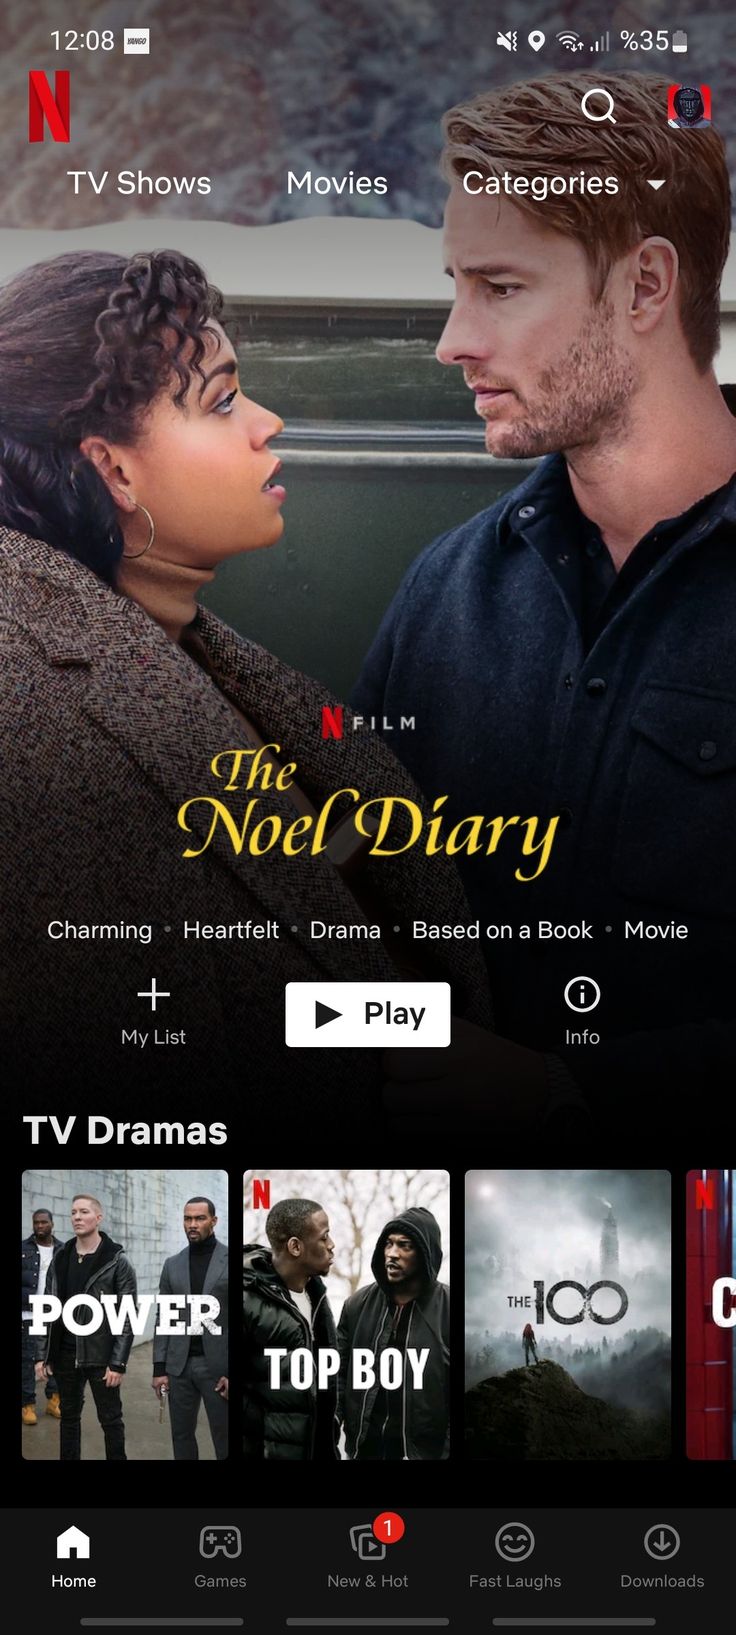 12:08 YANGO %35
N
TV Shows Movies Categories
N FILM
The
Noel Diary
Charming • Heartfelt • Drama • Based on a Book • Movie
My List Play Info
TV Dramas
POWER
N
TOP BOY
THE 100
N
C
1
Home Games New & Hot Fast Laughs Downloads